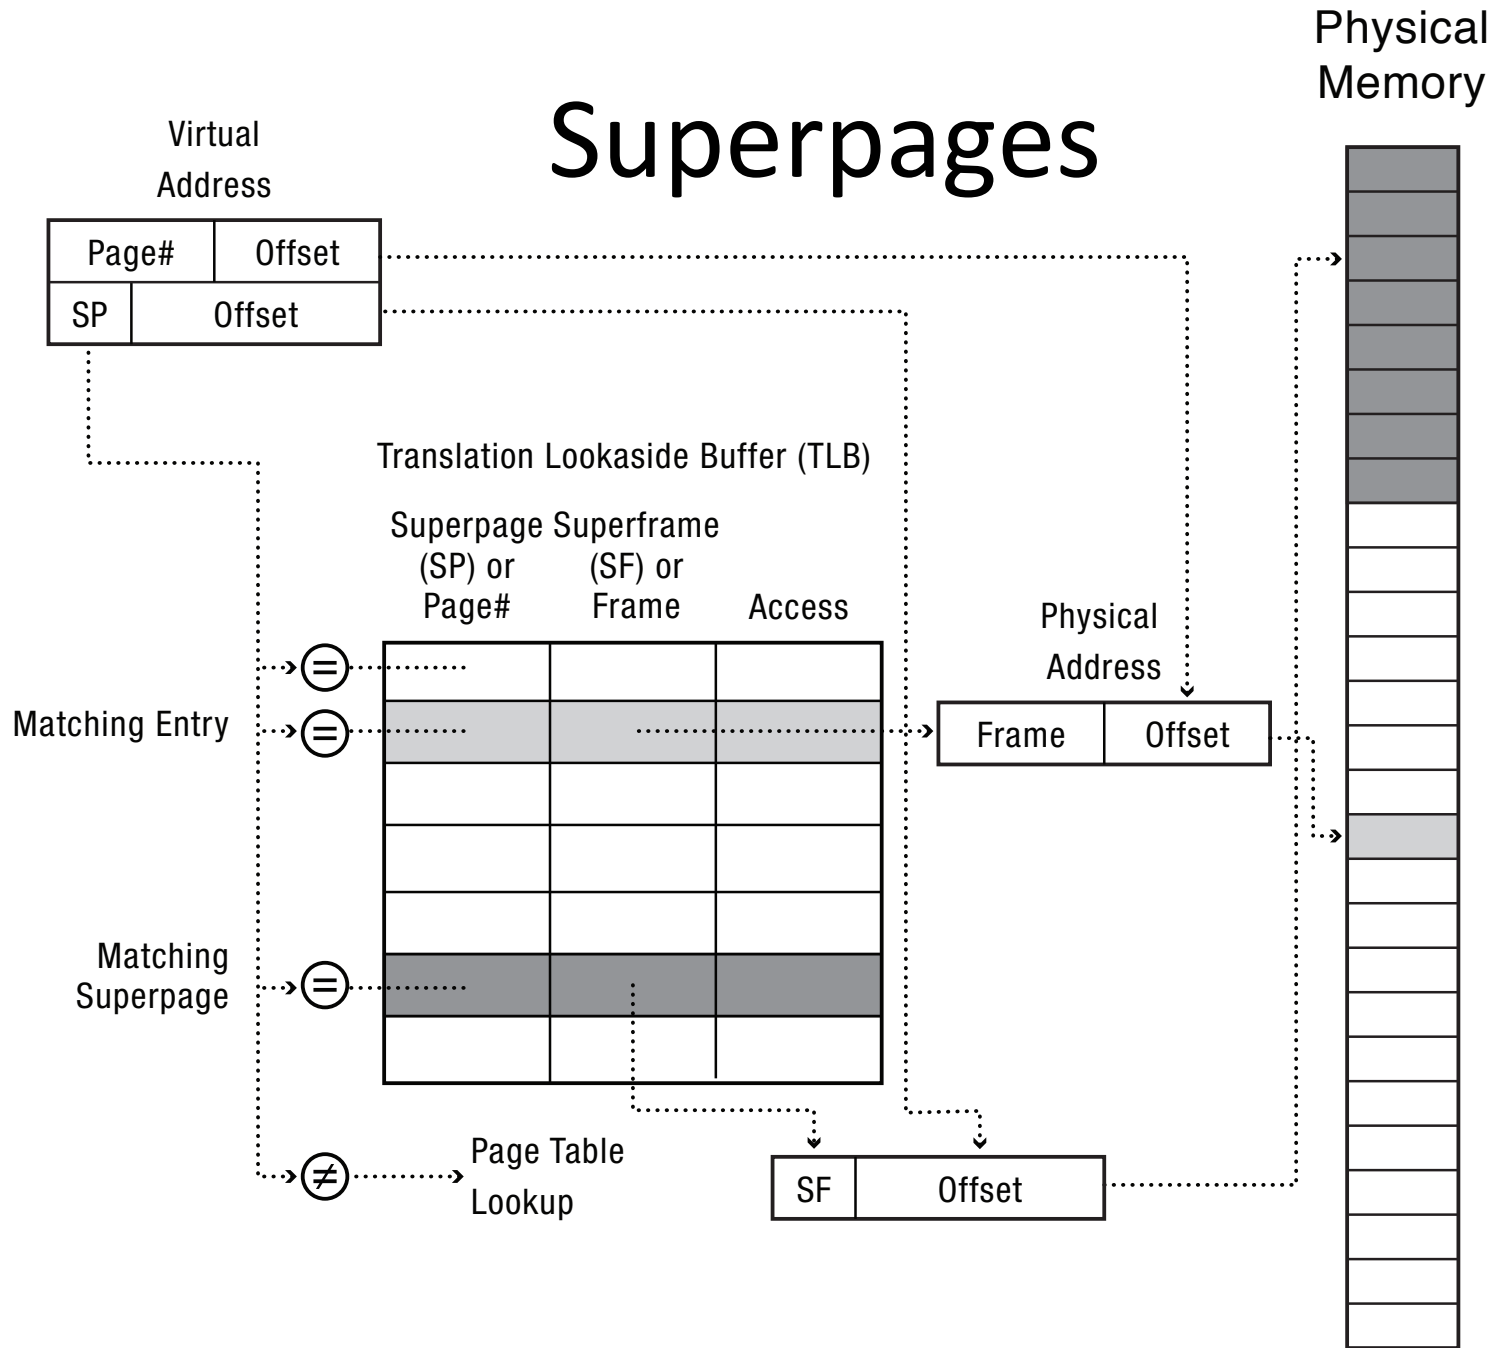 Physical
Memory
Superpages
Virtual
Address
Page# Offset
SP Offset
Translation Lookaside Buffer (TLB)
Superpage Superframe
(SP) or (SF) or
Page# Frame Access
Physical
Address
= 
Matching Entry = Frame Offset
Matching
Superpage =
≠ Page Table
Lookup
SF Offset